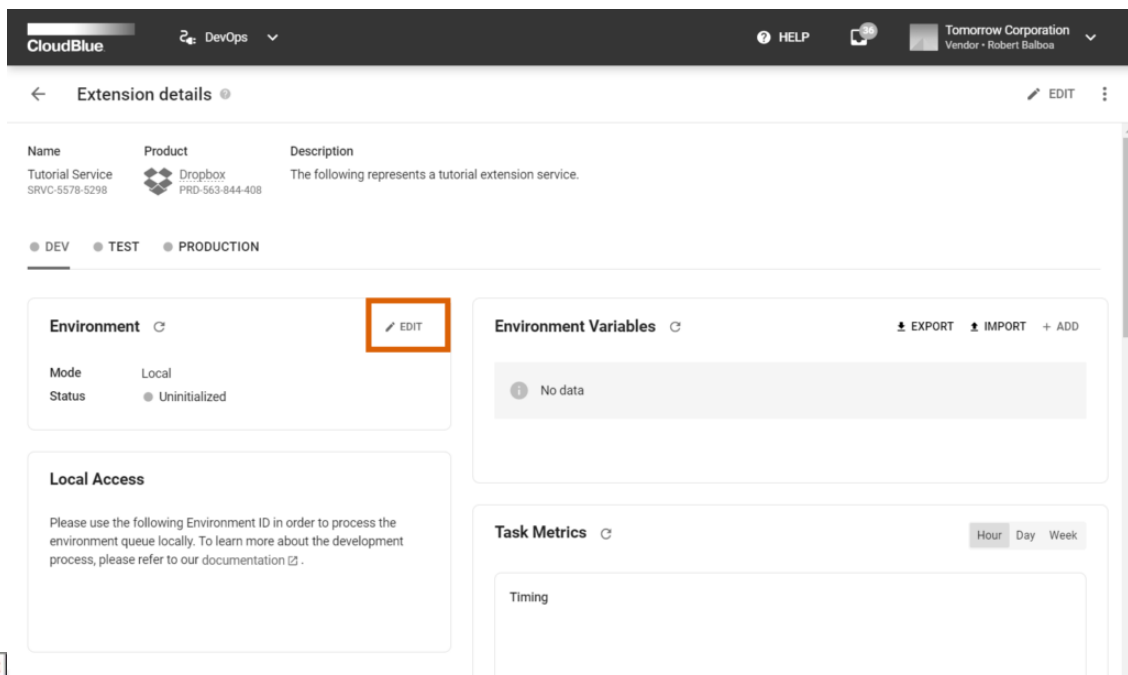 CloudBlue.
DevOps
HELP
36
Tomorrow Corporation
Vendor • Robert Balboa
Extension details
EDIT
Name
Product
Description
Tutorial Service
SRVC-5578-5298
Dropbox
PRD-563-844-408
The following represents a tutorial extension service.
DEV
TEST
PRODUCTION
Environment
EDIT
Mode
Local
Status
Uninitialized
Environment Variables
EXPORT
IMPORT
+ ADD
No data
Local Access
Please use the following Environment ID in order to process the
environment queue locally. To learn more about the development
process, please refer to our documentation .
Task Metrics
Hour
Day
Week
Timing